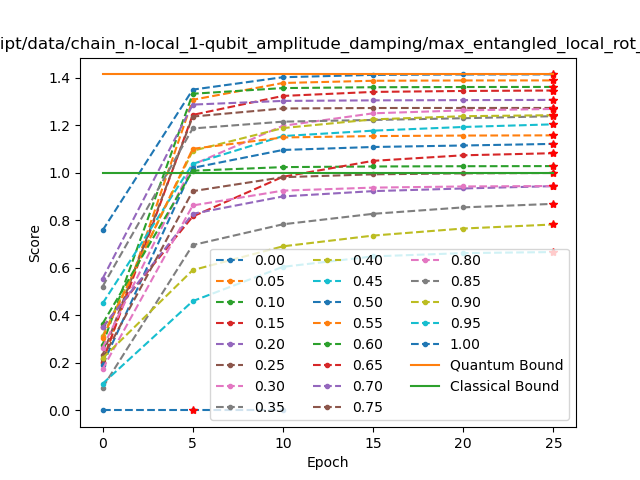 ipt/data/chain_n-local_1-qubit_amplitude_damping/max_entangled_local_rot_
Score
1.4
1.2
1.0
0.8
0.6
0.4
0.2
0.0
0 5 10 15 20 25
Epoch
0.00 0.40 0.80
0.05 0.45 0.85
0.10 0.50 0.90
0.15 0.55 0.95
0.20 0.60 1.00
0.25 0.65 Quantum Bound
0.30 0.70 Classical Bound
0.35 0.75